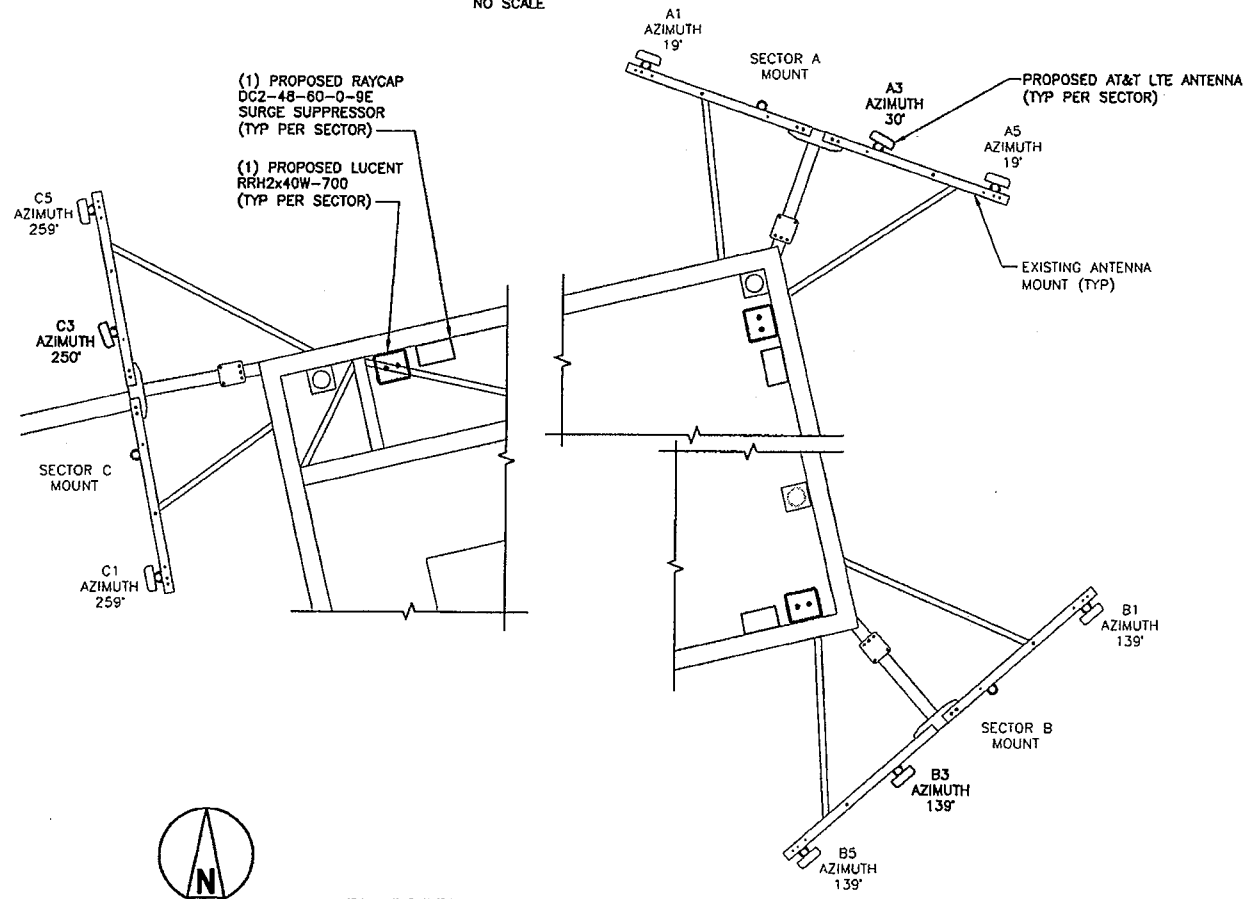 NO SCALE
A1
AZIMUTH
19°
SECTOR A
MOUNT
(1) PROPOSED RAYCAP
DC2-48-60-0-9E
SURGE SUPPRESSOR
(TYP PER SECTOR)
A3
AZIMUTH
30°
PROPOSED AT&T LTE ANTENNA
(TYP PER SECTOR)
A5
AZIMUTH
19°
(1) PROPOSED LUCENT
RRH2x40W-700
(TYP PER SECTOR)
C5
AZIMUTH
259°
EXISTING ANTENNA
MOUNT (TYP)
C3
AZIMUTH
250°
SECTOR C
MOUNT
C1
AZIMUTH
259°
B1
AZIMUTH
139°
SECTOR B
MOUNT
B3
AZIMUTH
139°
B5
AZIMUTH
139°
N